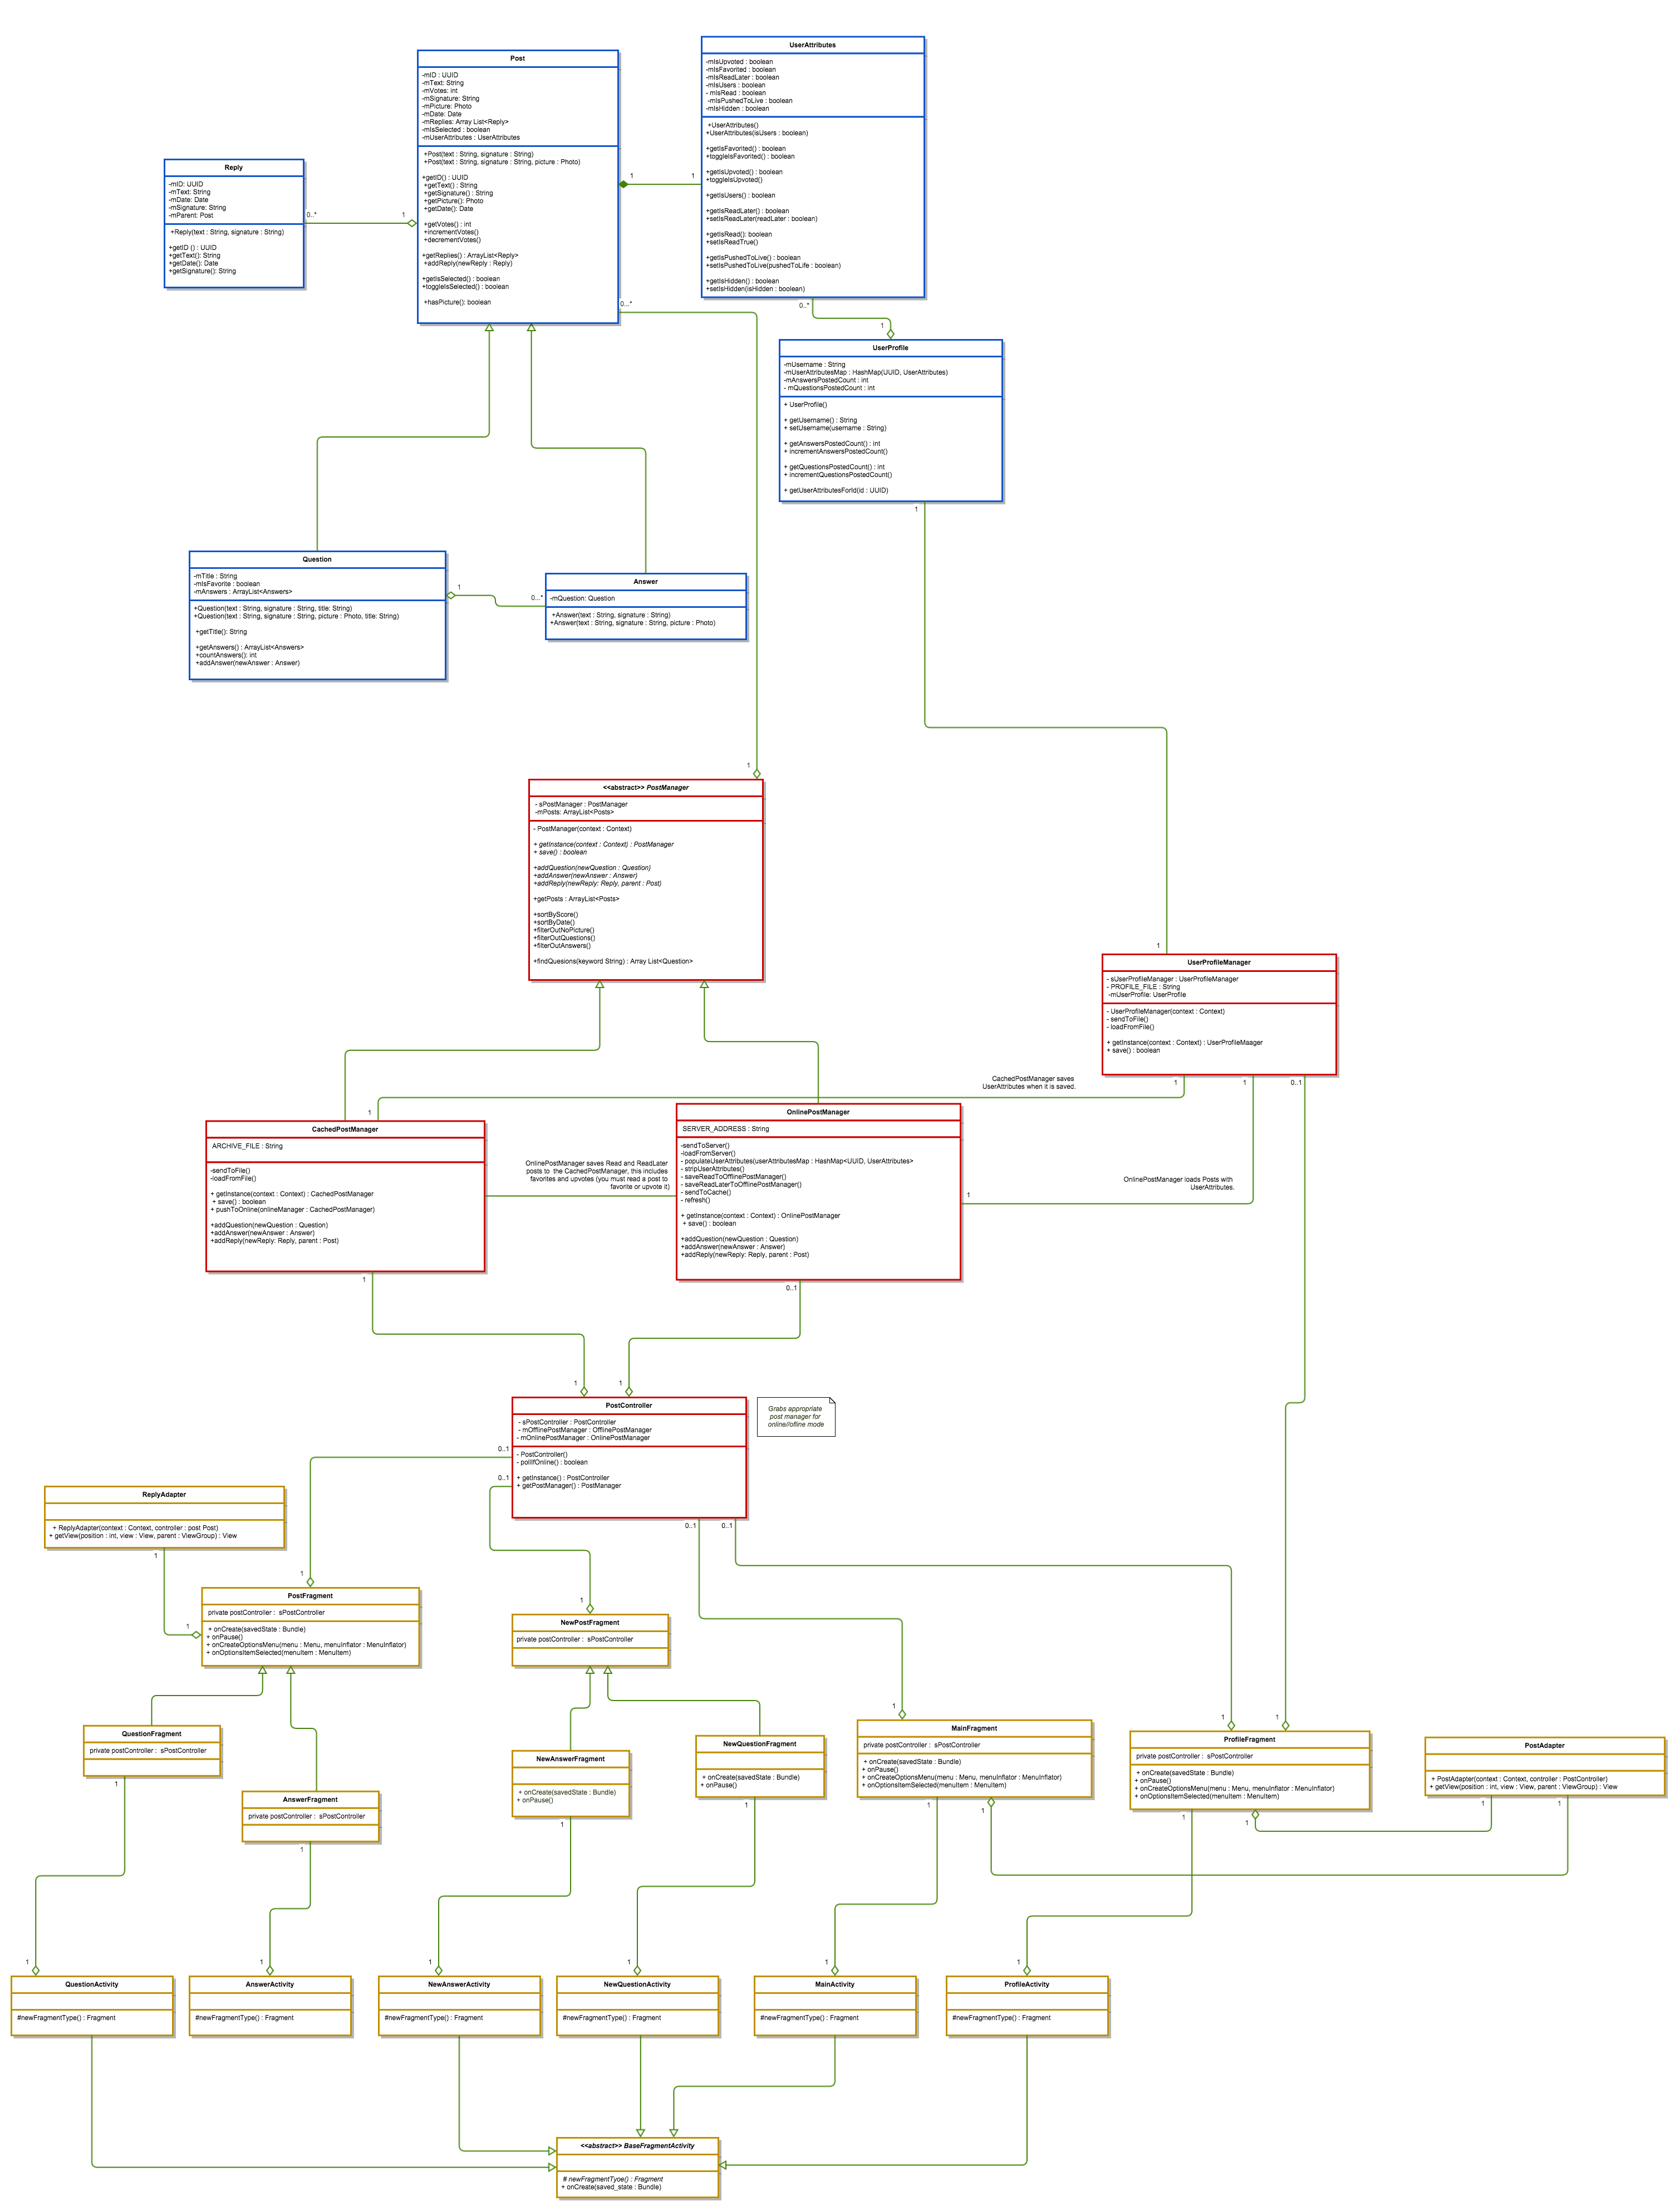 UserAttributes
-mIsUpvoted : boolean
-mIsFavorited : boolean
-mIsReadLater : boolean
-mIsUsers : boolean
- mIsRead : boolean
-mIsPushedToLive : boolean
-mIsHidden : boolean
+UserAttributes()
+UserAttributes(isUsers : boolean)
+getIsFavorited() : boolean
+toggleIsFavorited() : boolean
+getIsUpvoted() : boolean
+toggleIsUpvoted()
+getIsUsers() : boolean
+getIsReadLater() : boolean
+setIsReadLater(readLater : boolean)
+getIsRead(): boolean
+setIsReadTrue()
+getIsPushedToLive() : boolean
+setIsPushedToLive(pushedToLife : boolean)
+getIsHidden() : boolean
+setIsHidden(isHidden : boolean)
Post
-mID : UUID
-mText: String
-mVotes: int
-mSignature: String
-mPicture: Photo
-mDate: Date
-mReplies: Array List<Reply>
-mIsSelected : boolean
-mUserAttributes : UserAttributes
+Post(text : String, signature : String)
+Post(text : String, signature : String, picture : Photo)
+getID() : UUID
+getText() : String
+getSignature() : String
+getPicture(): Photo
+getDate(): Date
+getVotes() : int
+incrementVotes()
+decrementVotes()
+getReplies() : ArrayList<Reply>
+addReply(newReply : Reply)
+getIsSelected() : boolean
+toggleIsSelected() : boolean
+hasPicture(): boolean
1
1
Reply
-mID: UUID
-mText: String
-mDate: Date
-mSignature: String
-mParent: Post
+Reply(text : String, signature : String)
+getID () : UUID
+getText(): String
+getDate(): Date
+getSignature(): String
0..*
1
0...*
0..*
1
UserProfile
-mUsername : String
-mUserAttributesMap : HashMap(UUID, UserAttributes)
-mAnswersPostedCount : int
- mQuestionsPostedCount : int
+ UserProfile()
+ getUsername() : String
+ setUsername(username : String)
+ getAnswersPostedCount() : int
+ incrementAnswersPostedCount()
+ getQuestionsPostedCount() : int
+ incrementQuestionsPostedCount()
+ getUserAttributesForId(id : UUID)
1
Question
-mTitle : String
-mIsFavorite : boolean
-mAnswers : ArrayList<Answers>
+Question(text : String, signature : String, title: String)
+Question(text : String, signature : String, picture : Photo, title: String)
+getTitle(): String
+getAnswers() : ArrayList<Answers>
+countAnswers(): int
+addAnswer(newAnswer : Answer)
1
0...*
Answer
-mQuestion: Question
+Answer(text : String, signature : String)
+Answer(text : String, signature : String, picture : Photo)
1
<<abstract>> PostManager
- sPostManager : PostManager
-mPosts: ArrayList<Posts>
- PostManager(context : Context)
+ getInstance(context : Context) : PostManager
+ save() : boolean
+addQuestion(newQuestion : Question)
+addAnswer(newAnswer : Answer)
+addReply(newReply: Reply, parent : Post)
+getPosts : ArrayList<Posts>
+sortByScore()
+sortByDate()
+filterOutNoPicture()
+filterOutQuestions()
+filterOutAnswers()
+findQuesions(keyword String) : Array List<Question>
1
UserProfileManager
- sUserProfileManager : UserProfileManager
- PROFILE_FILE : String
-mUserProfile: UserProfile
- UserProfileManager(context : Context)
- sendToFile()
- loadFromFile()
+ getInstance(context : Context) : UserProfileMaager
+ save() : boolean
1
1
0..1
CachedPostManager saves
UserAttributes when it is saved.
1
CachedPostManager
ARCHIVE_FILE : String
-sendToFile()
-loadFromFile()
+ getInstance(context : Context) : CachedPostManager
+ save() : boolean
+ pushToOnline(onlineManager : CachedPostManager)
+addQuestion(newQuestion : Question)
+addAnswer(newAnswer : Answer)
+addReply(newReply: Reply, parent : Post)
OnlinePostManager saves Read and ReadLater
posts to the CachedPostManager, this includes
favorites and upvotes (you must read a post to
favorite or upvote it)
OnlinePostManager
SERVER_ADDRESS : String
-sendToServer()
-loadFromServer()
- populateUserAttributes(userAttributesMap : HashMap<UUID, UserAttributes>
- stripUserAttributes()
- saveReadToOfflinePostManager()
- saveReadLaterToOfflinePostManager()
- sendToCache()
- refresh()
+ getInstance(context : Context) : OnlinePostManager
+ save() : boolean
+addQuestion(newQuestion : Question)
+addAnswer(newAnswer : Answer)
+addReply(newReply: Reply, parent : Post)
OnlinePostManager loads Posts with
UserAttributes.
1
1
0..1
1
1
PostController
- sPostController : PostController
- mOfflinePostManager : OfflinePostManager
- mOnlinePostManager : OnlinePostManager
- PostController()
- pollIfOnline() : boolean
+ getInstance() : PostController
+ getPostManager() : PostManager
Grabs appropriate
post manager for
online//ofline mode
0..1
0..1
0..1
0..1
ReplyAdapter
+ ReplyAdapter(context : Context, controller : post Post)
+ getView(position : int, view : View, parent : ViewGroup) : View
1
1
1
PostFragment
private postController : sPostController
+ onCreate(savedState : Bundle)
+ onPause()
+ onCreateOptionsMenu(menu : Menu, menuInflator : MenuInflator)
+ onOptionsItemSelected(menuItem : MenuItem)
1
NewPostFragment
private postController : sPostController
QuestionFragment
private postController : sPostController
1
AnswerFragment
private postController : sPostController
1
NewAnswerFragment
+ onCreate(savedState : Bundle)
+ onPause()
1
NewQuestionFragment
+ onCreate(savedState : Bundle)
+ onPause()
1
1
MainFragment
private postController : sPostController
+ onCreate(savedState : Bundle)
+ onPause()
+ onCreateOptionsMenu(menu : Menu, menuInflator : MenuInflator)
+ onOptionsItemSelected(menuItem : MenuItem)
1
1
1
1
ProfileFragment
private postController : sPostController
+ onCreate(savedState : Bundle)
+ onPause()
+ onCreateOptionsMenu(menu : Menu, menuInflator : MenuInflator)
+ onOptionsItemSelected(menuItem : MenuItem)
1
1
PostAdapter
+ PostAdapter(context : Context, controller : PostController)
+ getView(position : int, view : View, parent : ViewGroup) : View
1
1
1
QuestionActivity
#newFragmentType() : Fragment
1
AnswerActivity
#newFragmentType() : Fragment
1
NewAnswerActivity
#newFragmentType() : Fragment
1
NewQuestionActivity
#newFragmentType() : Fragment
1
MainActivity
#newFragmentType() : Fragment
1
ProfileActivity
#newFragmentType() : Fragment
<<abstract>> BaseFragmentActivity
# newFragmentTyoe() : Fragment
+ onCreate(saved_state : Bundle)